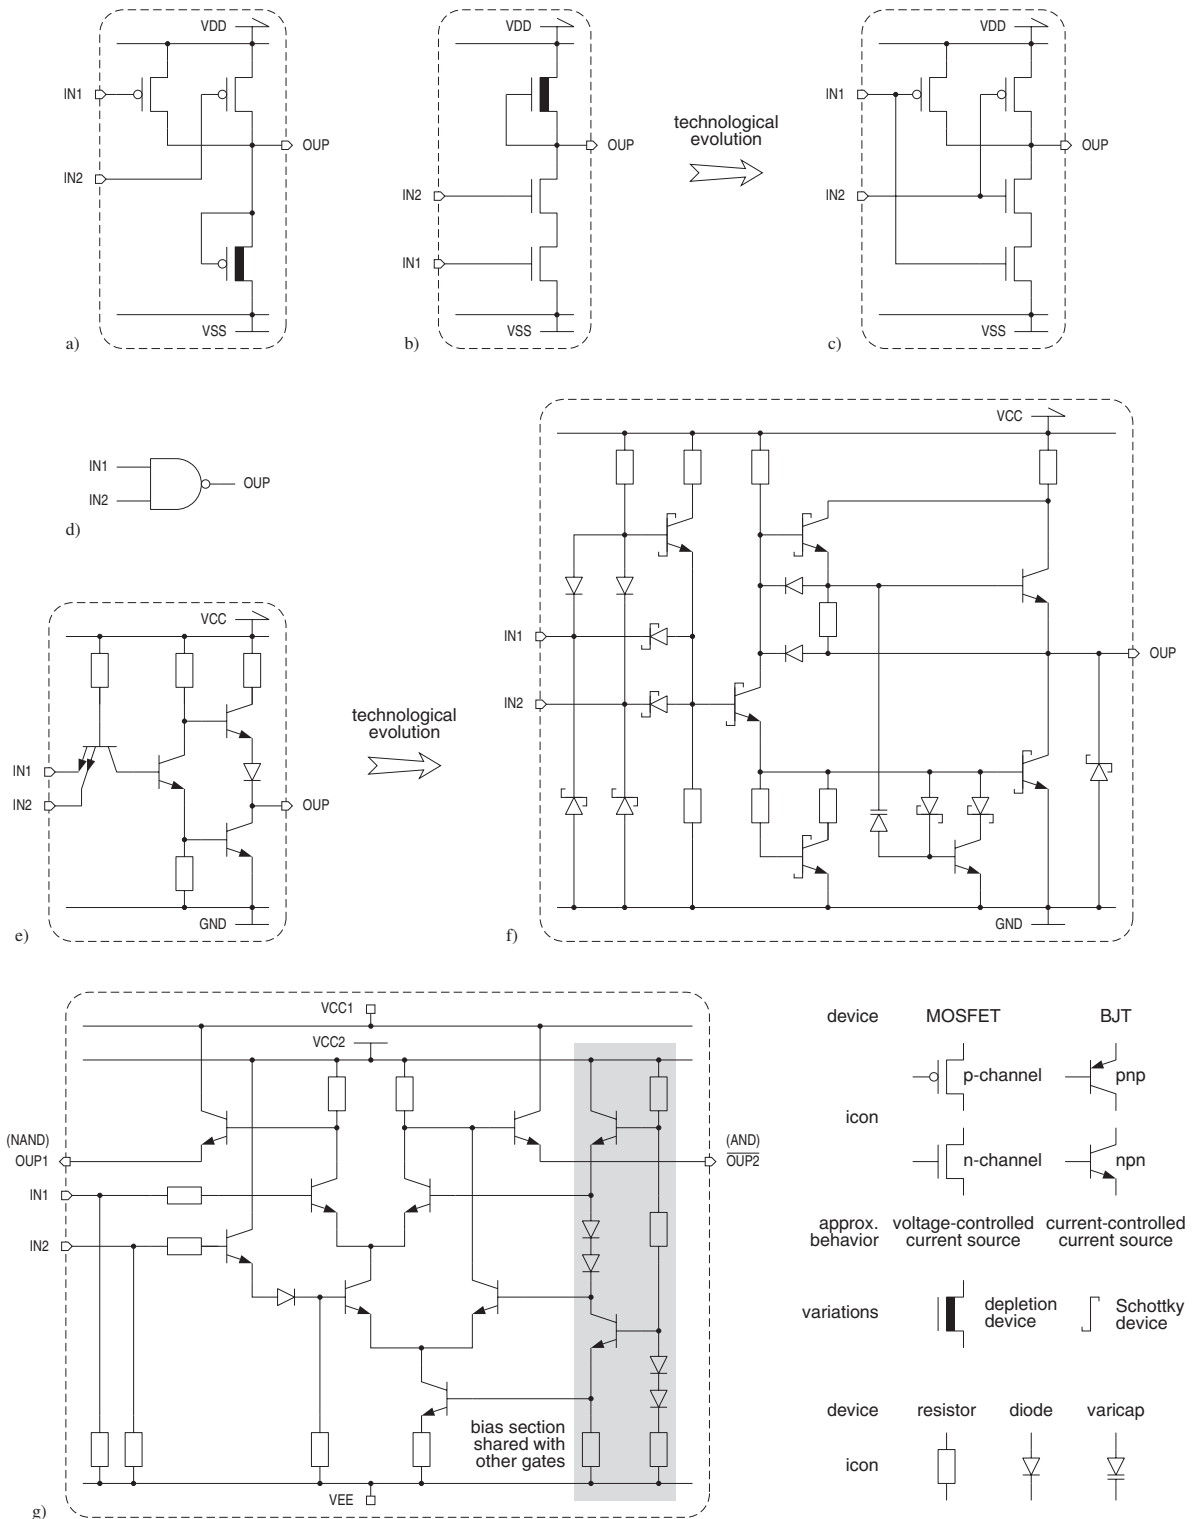 VDD
IN1
OUP
IN2
VSS
a)
VDD
OUP
IN2
IN1
VSS
b)
technological
evolution
VDD
IN1
OUP
IN2
VSS
c)
IN1
IN2
OUP
d)
VCC
IN1
IN2
OUP
GND
e)
technological
evolution
VCC
IN1
IN2
OUP
GND
f)
VCC1
VCC2
(NAND)
OUP1
(AND)
OUP2
IN1
IN2
bias section
shared with
other gates
VEE
g)
device MOSFET BJT
p-channel pnp
icon
n-channel npn
approx. voltage-controlled current-controlled
behavior current source current source
variations depletion device Schottky device
device resistor diode varicap
icon